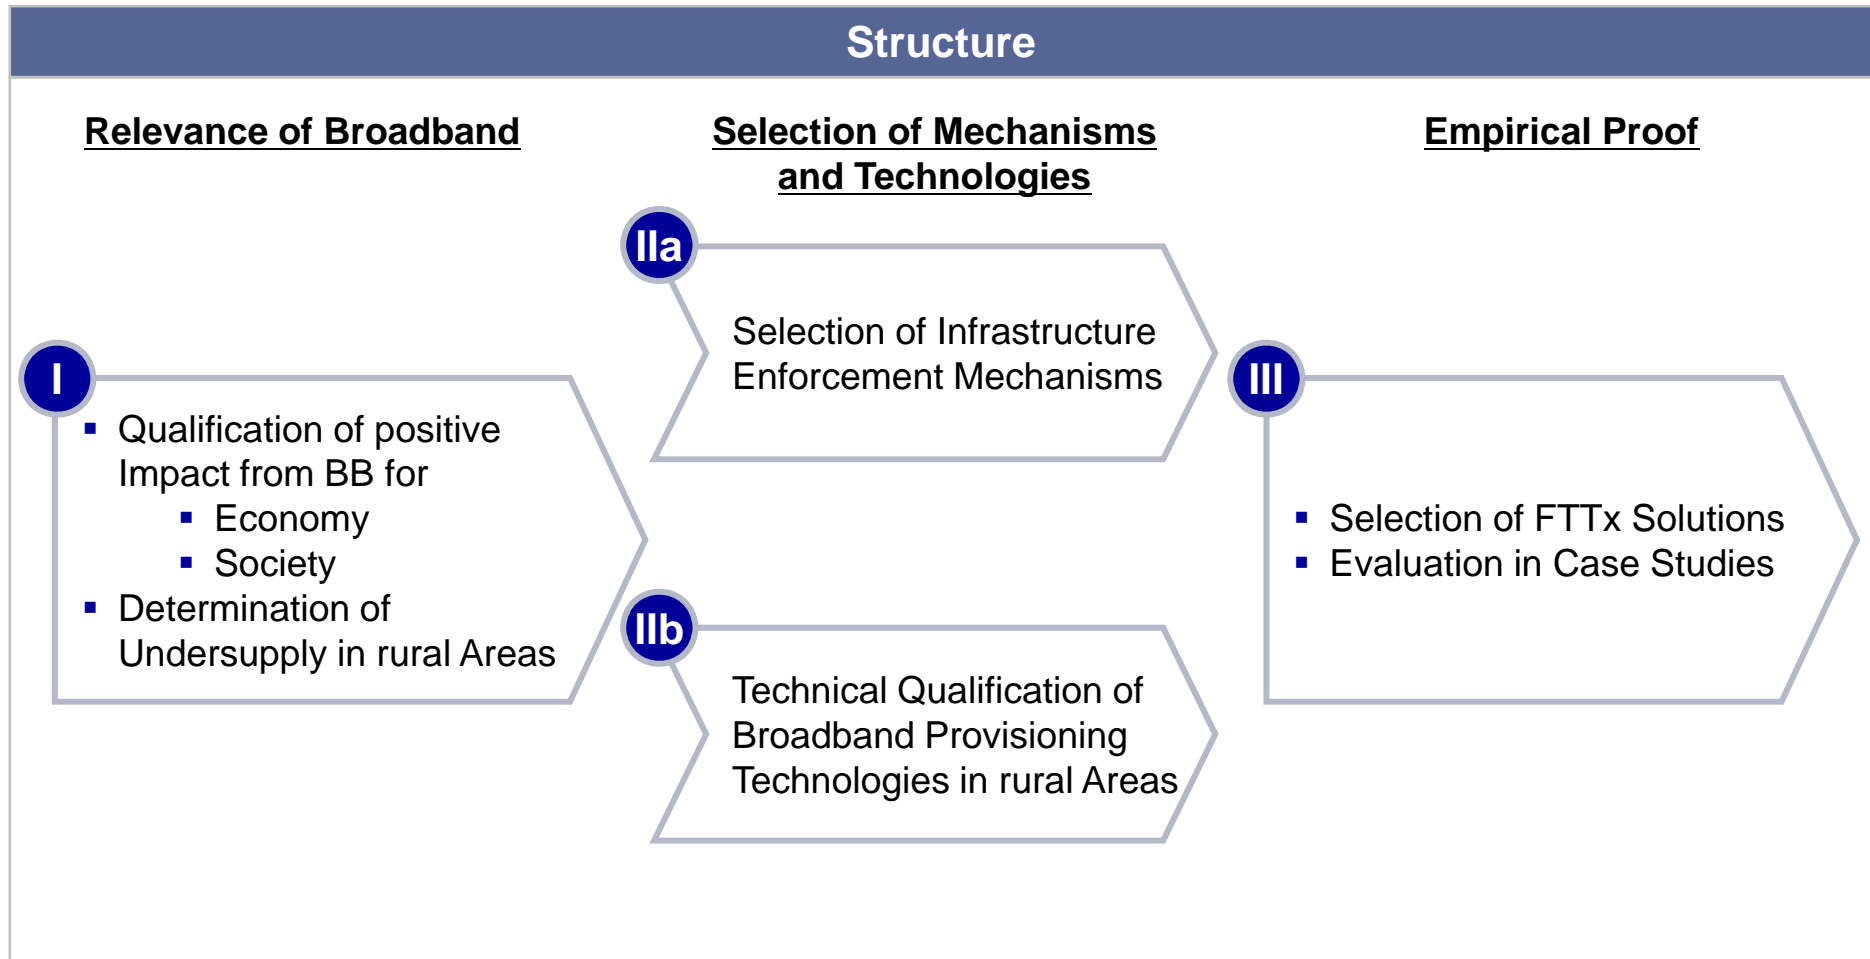 Structure
Relevance of Broadband
Selection of Mechanisms
and Technologies
Empirical Proof
I
▪ Qualification of positive
Impact from BB for
▪ Economy
▪ Society
▪ Determination of
Undersupply in rural Areas
IIa
Selection of Infrastructure
Enforcement Mechanisms
IIb
Technical Qualification of
Broadband Provisioning
Technologies in rural Areas
III
▪ Selection of FTTx Solutions
▪ Evaluation in Case Studies